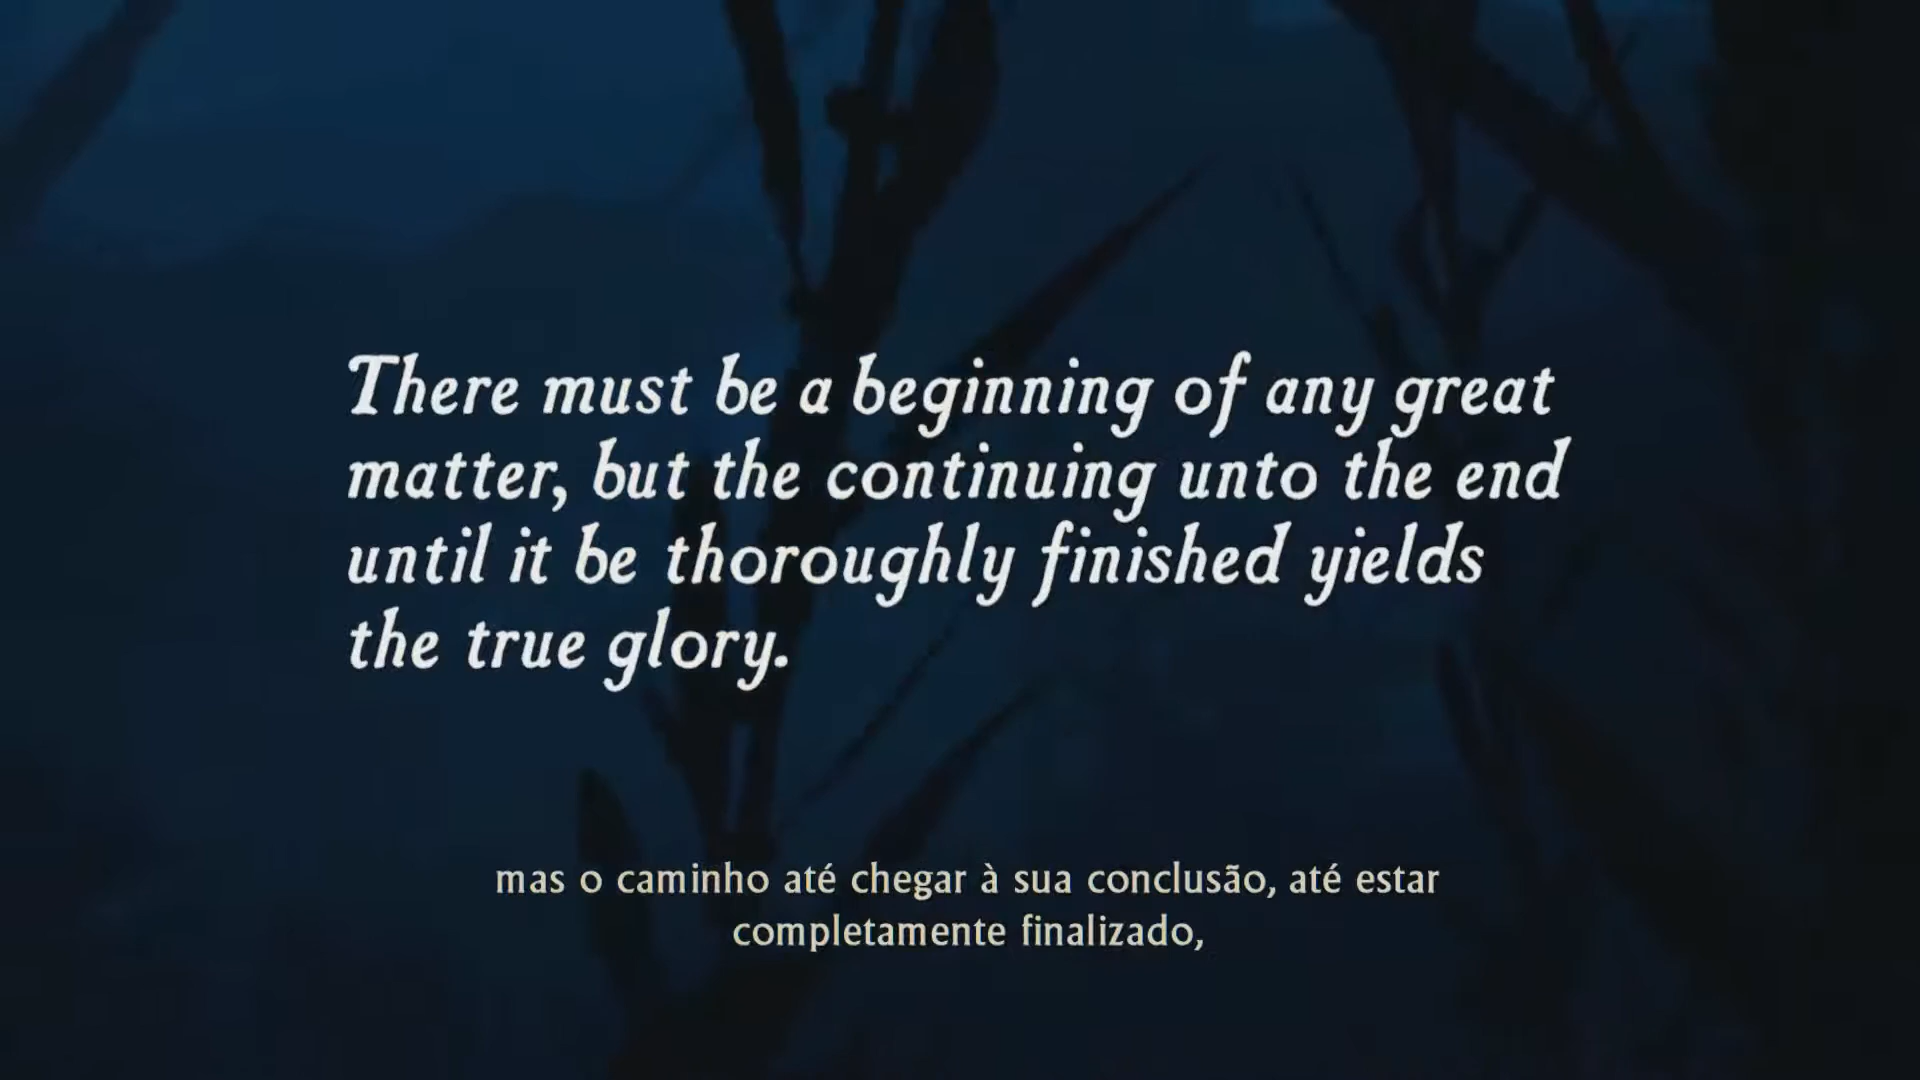 There must be a beginning of any great
matter, but the continuing unto the end
until it be thoroughly finished yields
the true glory.
mas o caminho até chegar à sua conclusão, até estar
completamente finalizado,